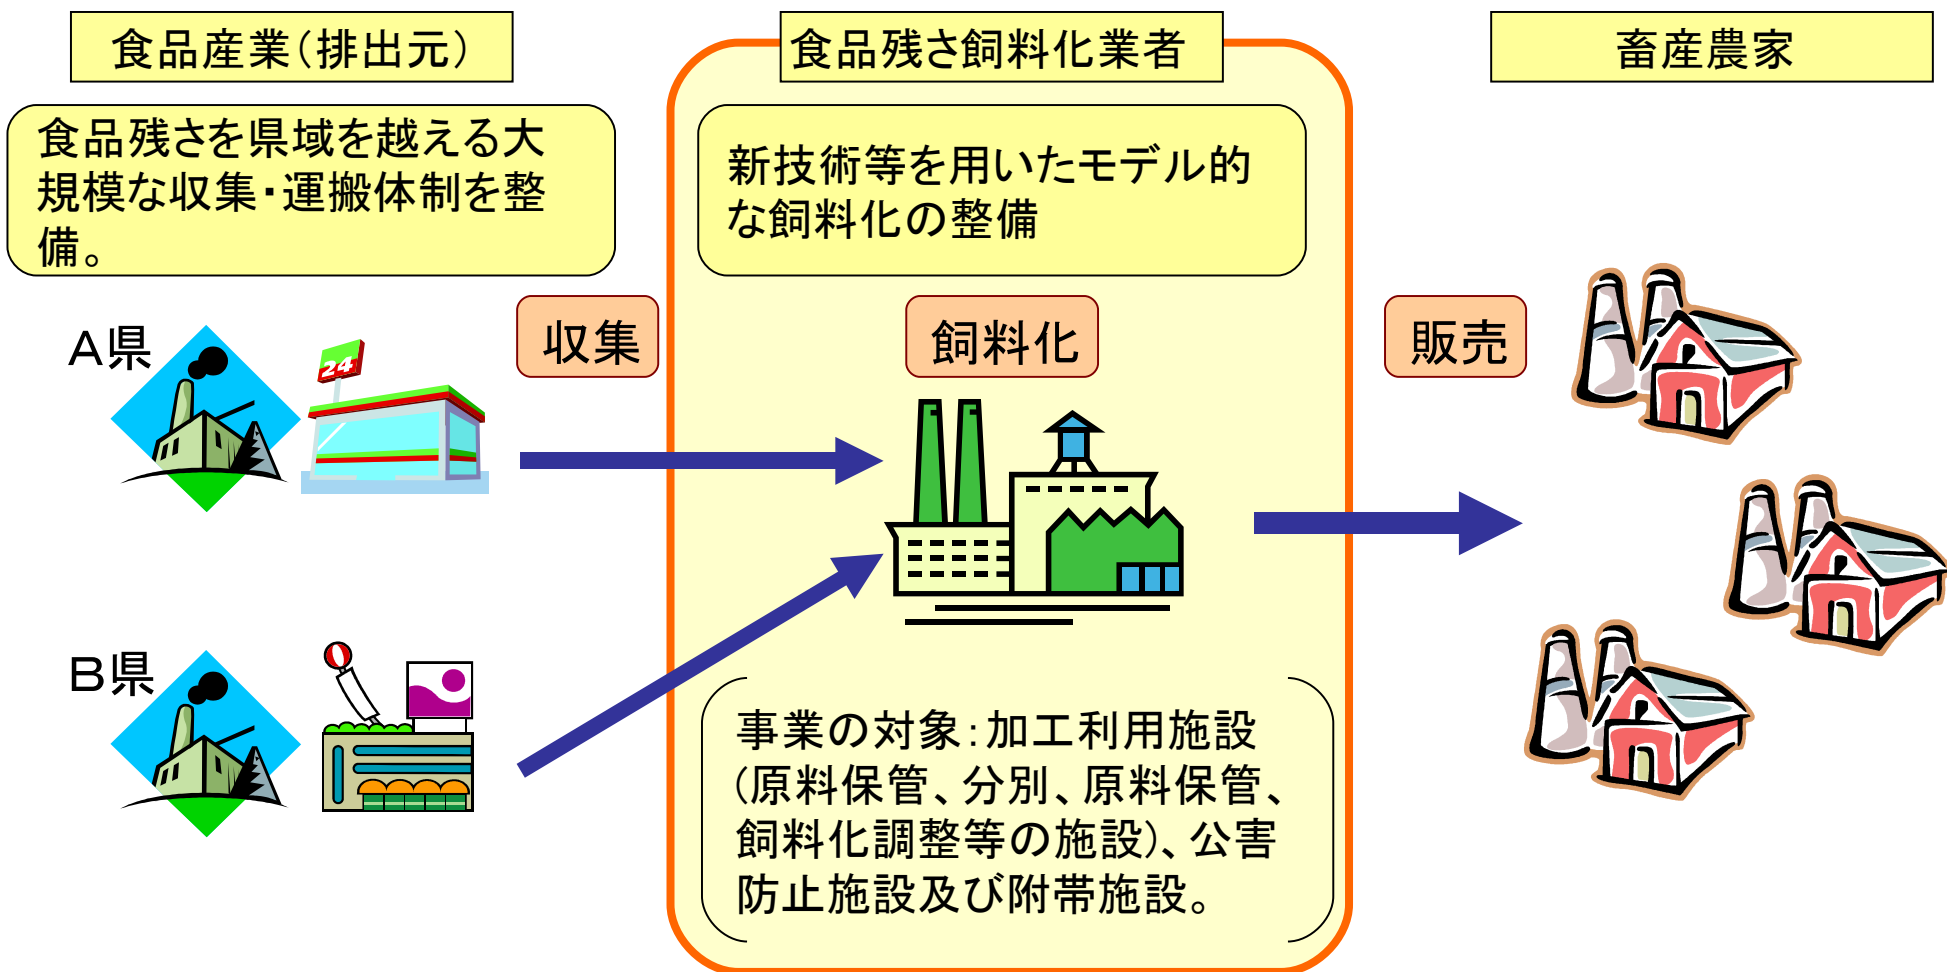 食品産業(排出元)
食品残さ飼料化業者
畜産農家
食品残さを県域を越える大
規模な収集・運搬体制を整
備。
新技術等を用いたモデル的
な飼料化の整備
収集
飼料化
販売
A県
24
B県
事業の対象:加工利用施設
(原料保管、分別、原料保管、
飼料化調整等の施設)、公害
防止施設及び附帯施設。